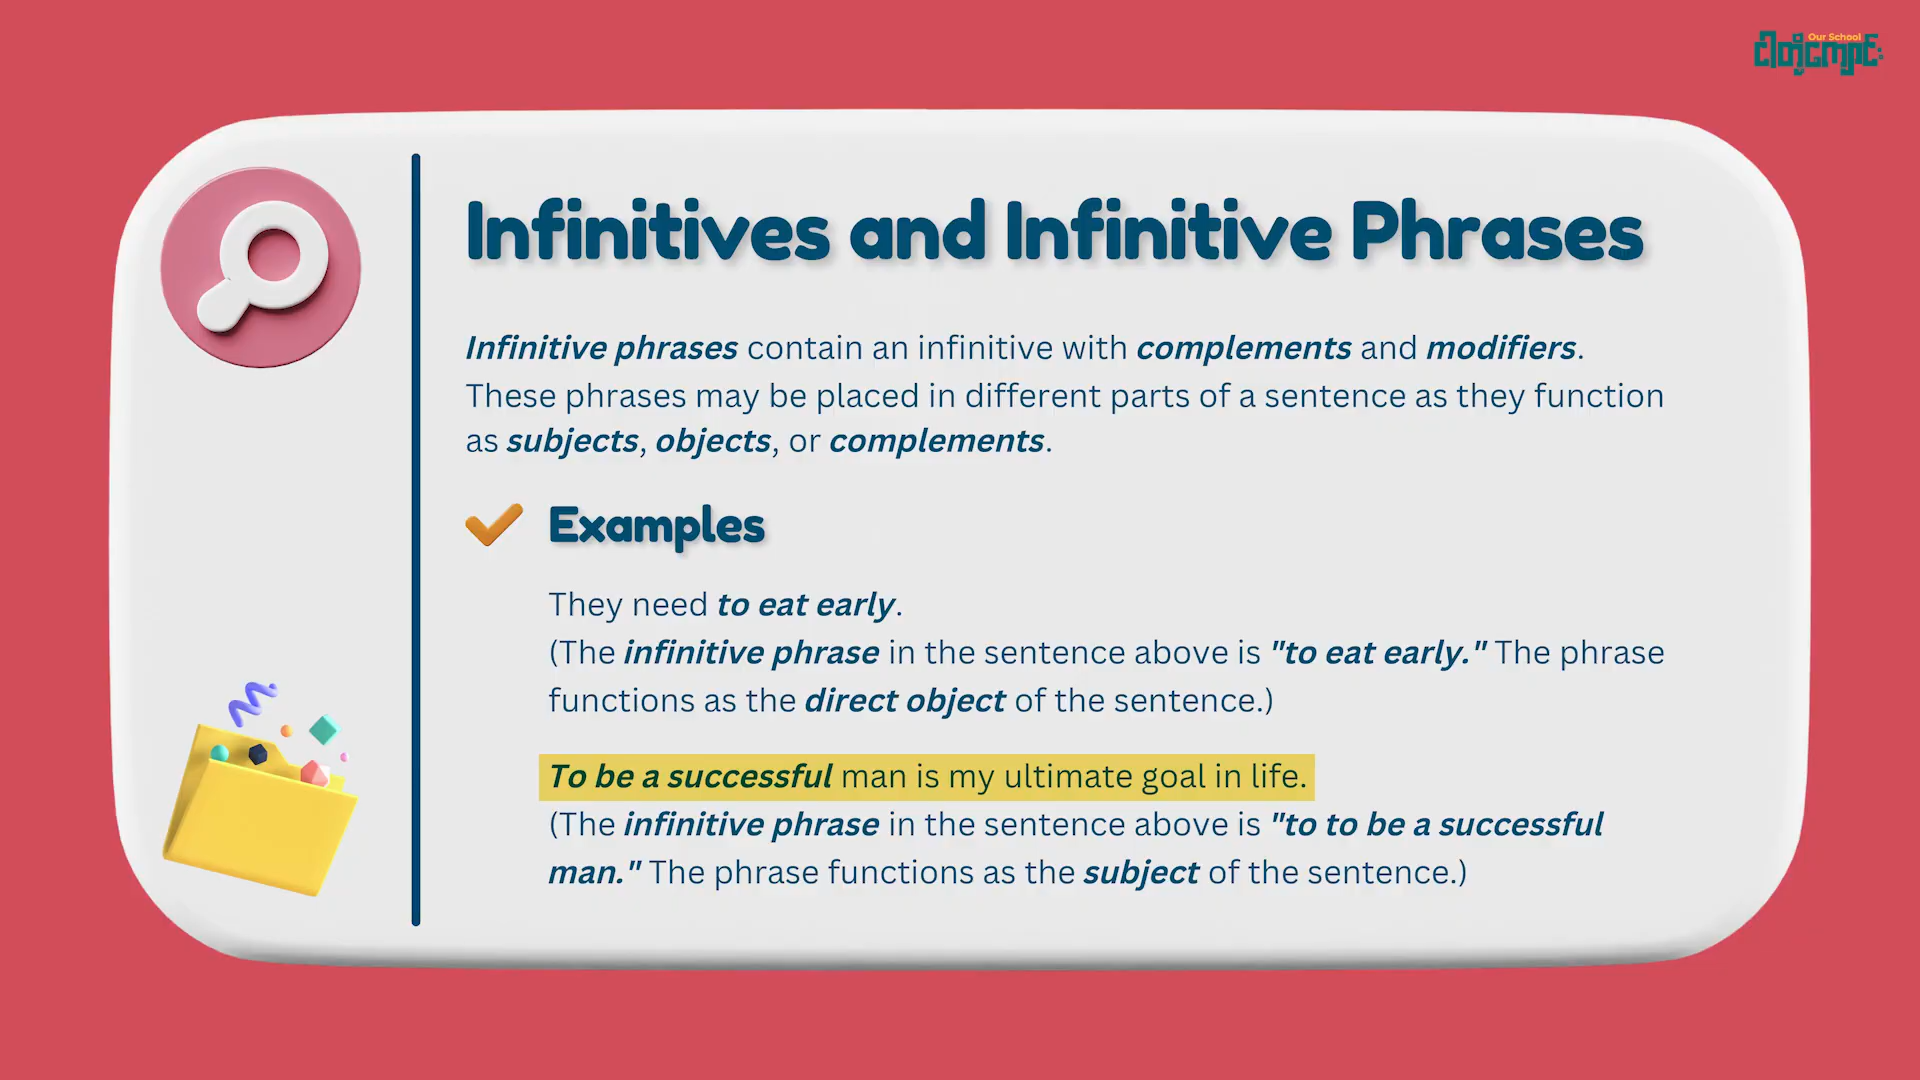 Our School
ငါတို့ကျောင်း
Infinitives and Infinitive Phrases
Infinitive phrases contain an infinitive with complements and modifiers.
These phrases may be placed in different parts of a sentence as they function
as subjects, objects, or complements.
Examples
They need to eat early.
(The infinitive phrase in the sentence above is "to eat early." The phrase
functions as the direct object of the sentence.)
To be a successful man is my ultimate goal in life.
(The infinitive phrase in the sentence above is "to to be a successful
man." The phrase functions as the subject of the sentence.)